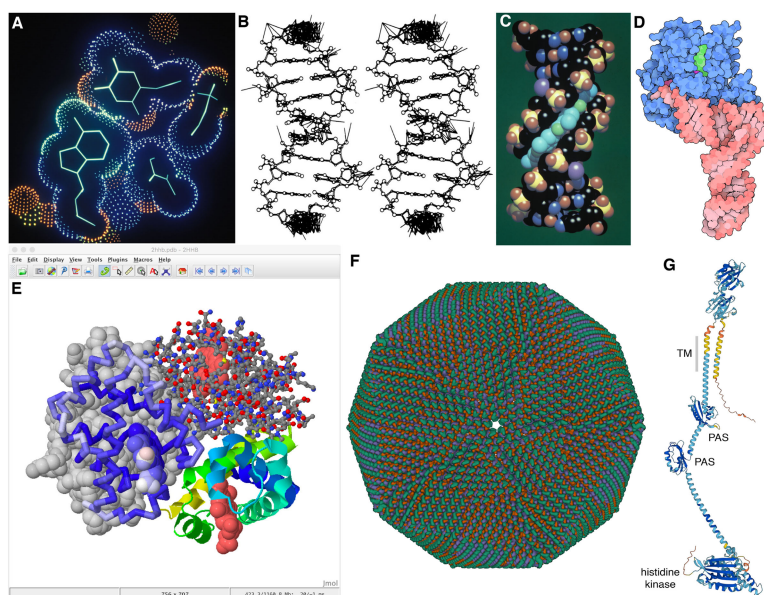 A
B
C
D
2hhb.pdb - 2HHB
File Edit Display View Tools Plugins Macros Help
E
Jmol
F
G
TM
PAS
PAS
histidine
kinase